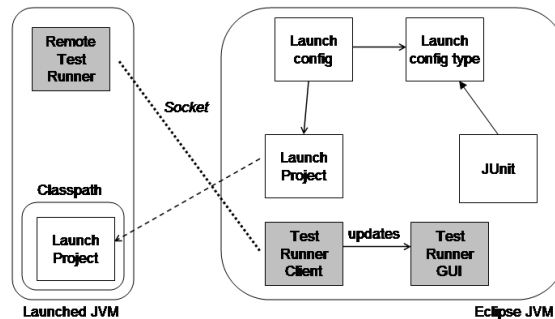 Remote
Test
Runner
Socket
Classpath
Launch
Project
Launched JVM
Launch
config
Launch
config type
Launch
Project
JUnit
Test
Runner
Client
updates
Test
Runner
GUI
Eclipse JVM